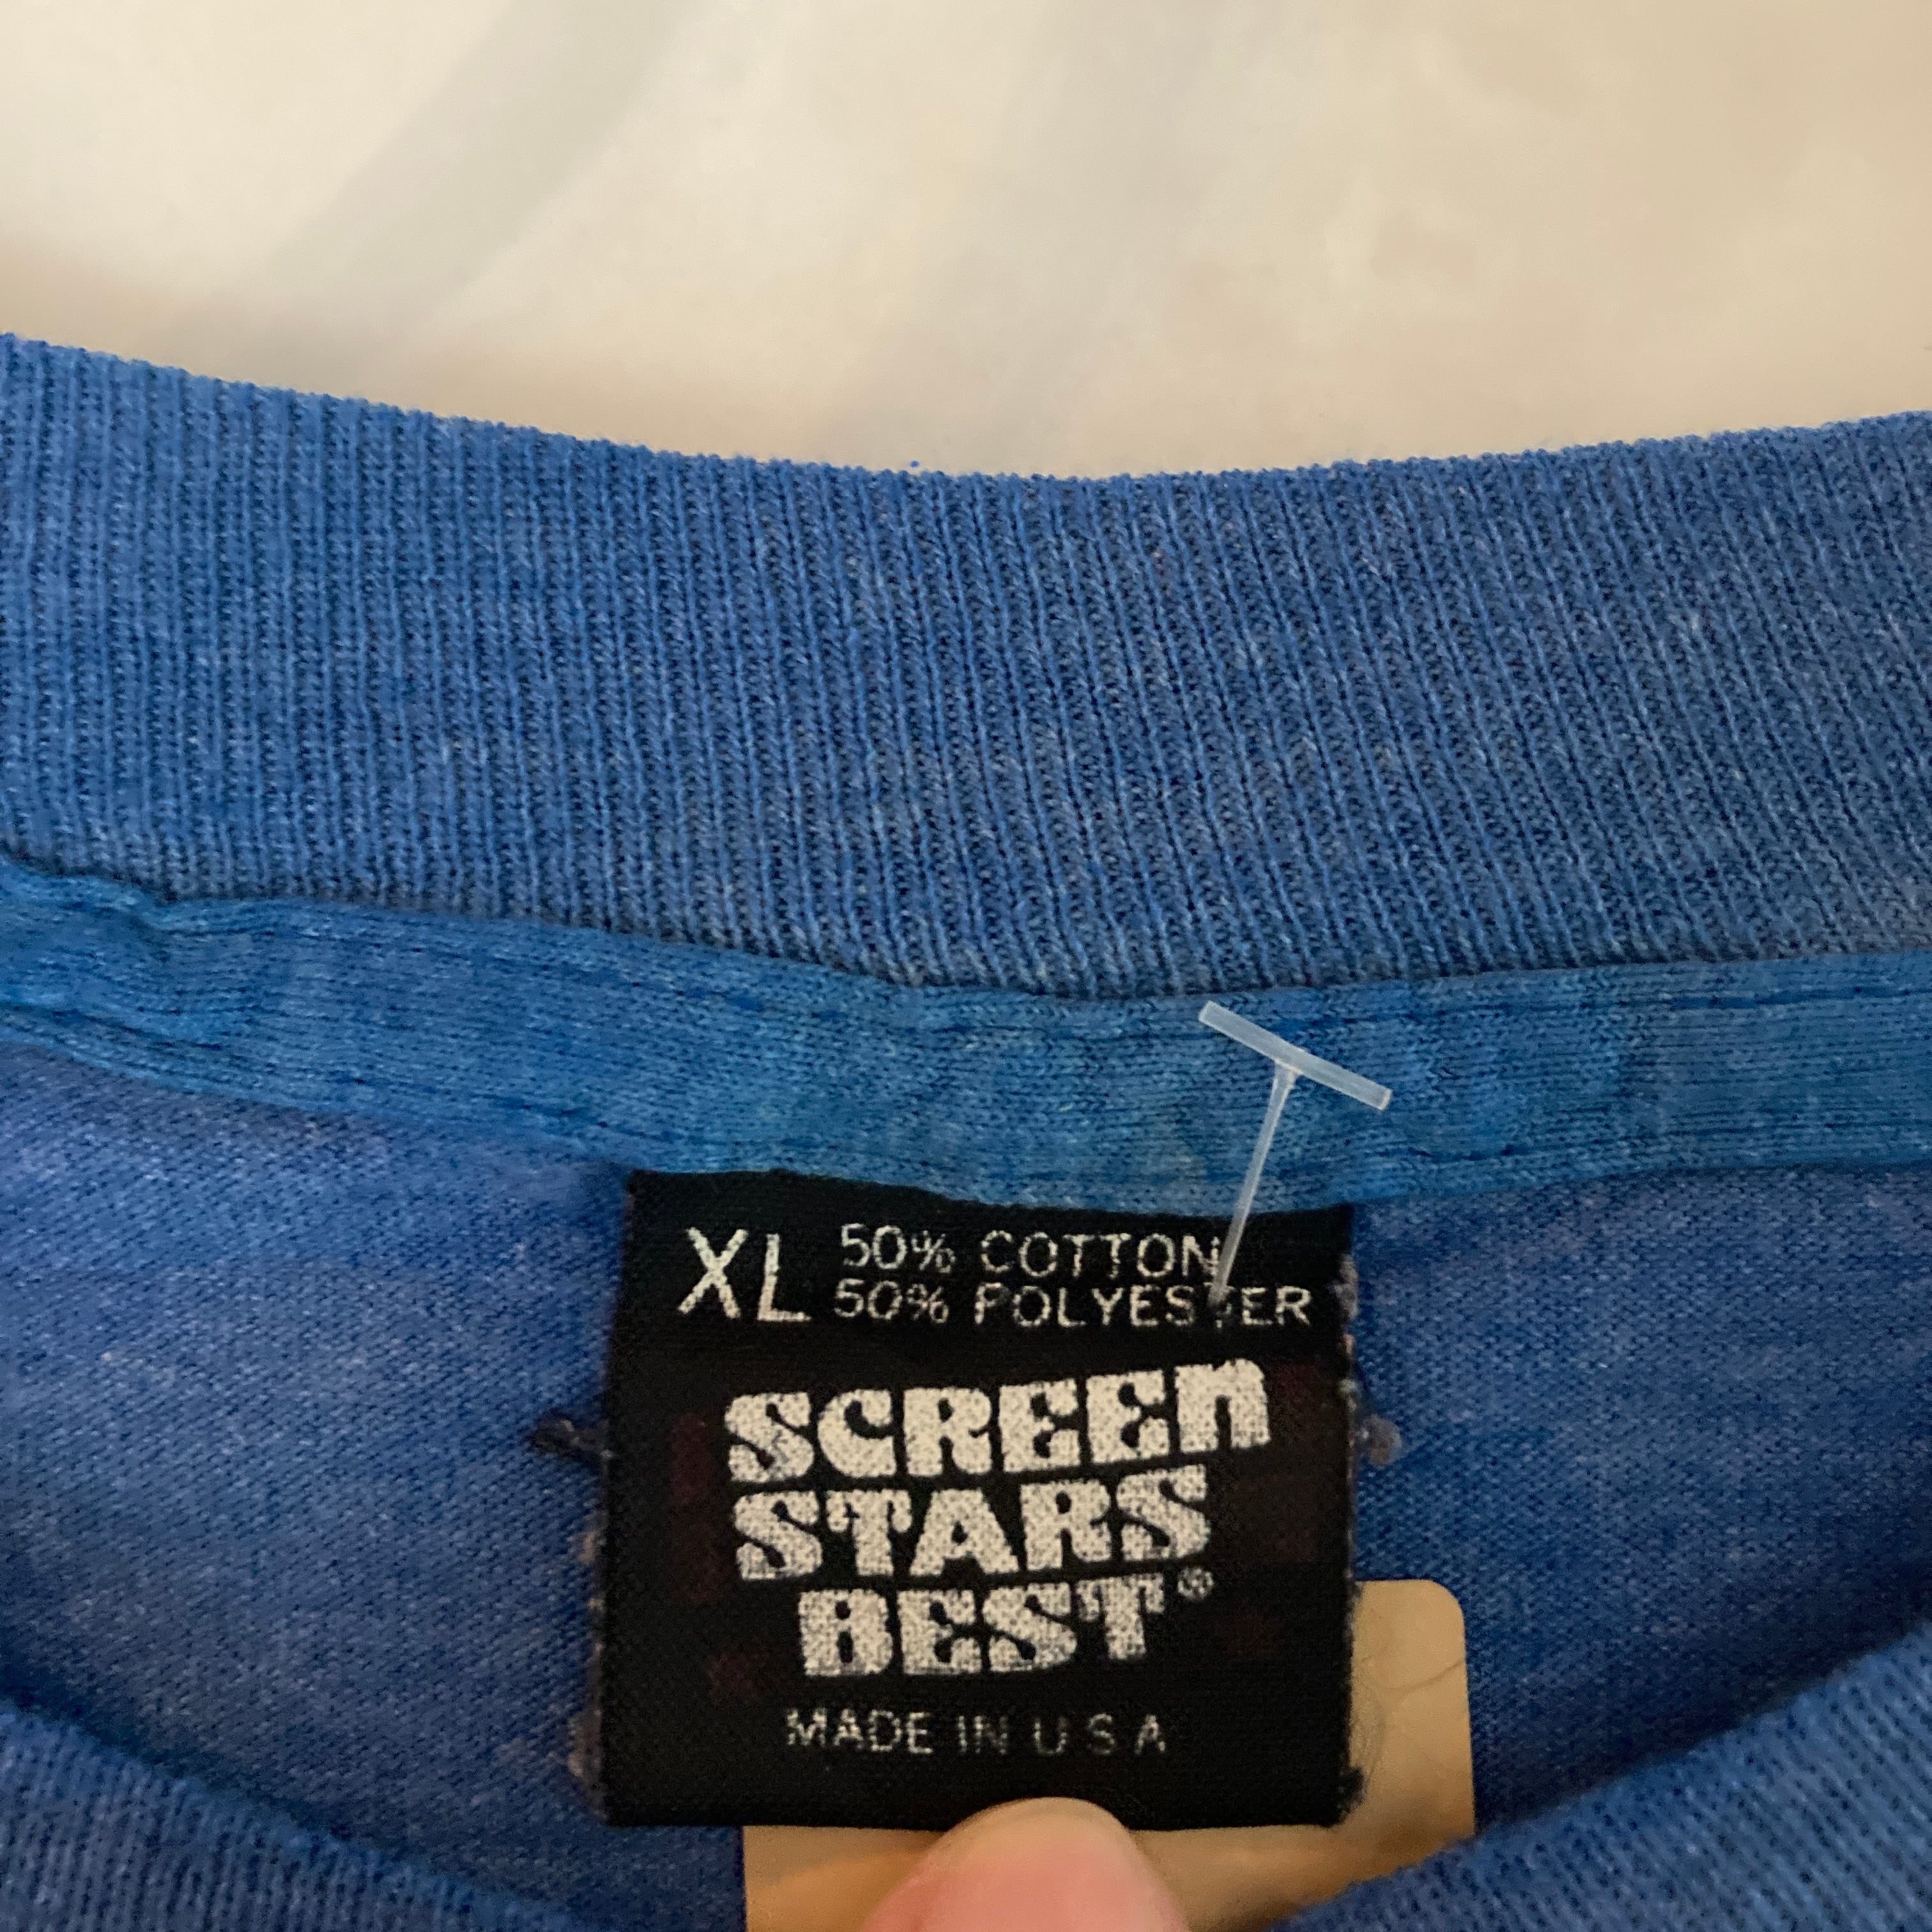 XL 50% COTTON
50% POLYESTER
SCREEN
STARS
BEST®
MADE IN U S A